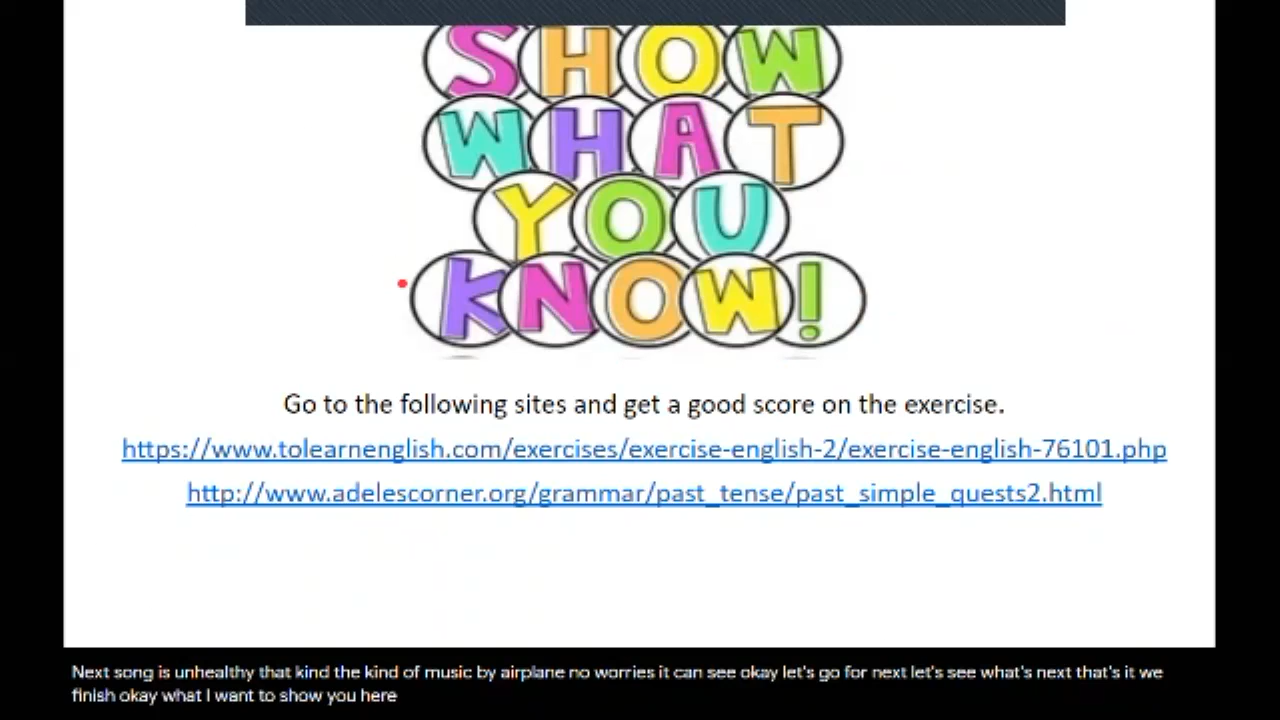 SHOW
WHAT
YOU
KNOW!
Go to the following sites and get a good score on the exercise.
https://www.tolearnenglish.com/exercises/exercise-english-2/exercise-english-76101.php
http://www.adelescorner.org/grammar/past_tense/past_simple_quests2.html
Next song is unhealthy that kind the kind of music by airplane no worries it can see okay let's go for next let's see what's next that's it we
finish okay what I want to show you here